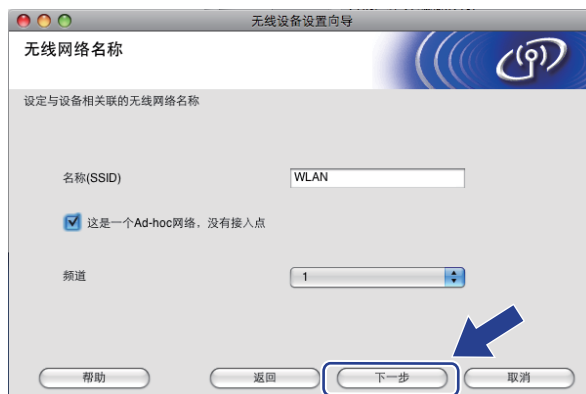 无线设备设置向导
无线网络名称
设定与设备相关联的无线网络名称
名称(SSID)
WLAN
这是一个Ad-hoc网络，没有接入点
频道
1
帮助
返回
下一步
取消